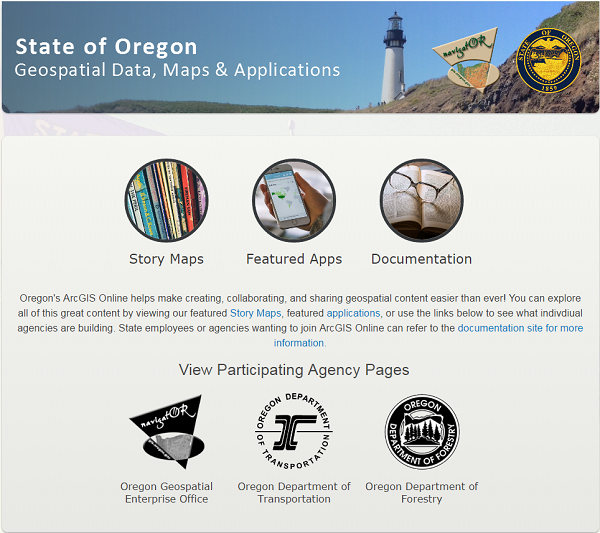 State of Oregon
Geospatial Data, Maps & Applications
navigatOR
STATE OF OREGON
1859
Story Maps
Featured Apps
Documentation
Oregon's ArcGIS Online helps make creating, collaborating, and sharing geospatial content easier than ever! You can explore
all of this great content by viewing our featured Story Maps, featured applications, or use the links below to see what indivdiual
agencies are building. State employees or agencies wanting to join ArcGIS Online can refer to the documentation site for more
information.
View Participating Agency Pages
navigatOR
OREGON DEPARTMENT
OF TRANSPORTATION
OREGON
DEPARTMENT OF FORESTRY
Oregon Geospatial
Enterprise Office
Oregon Department of
Transportation
Oregon Department of
Forestry